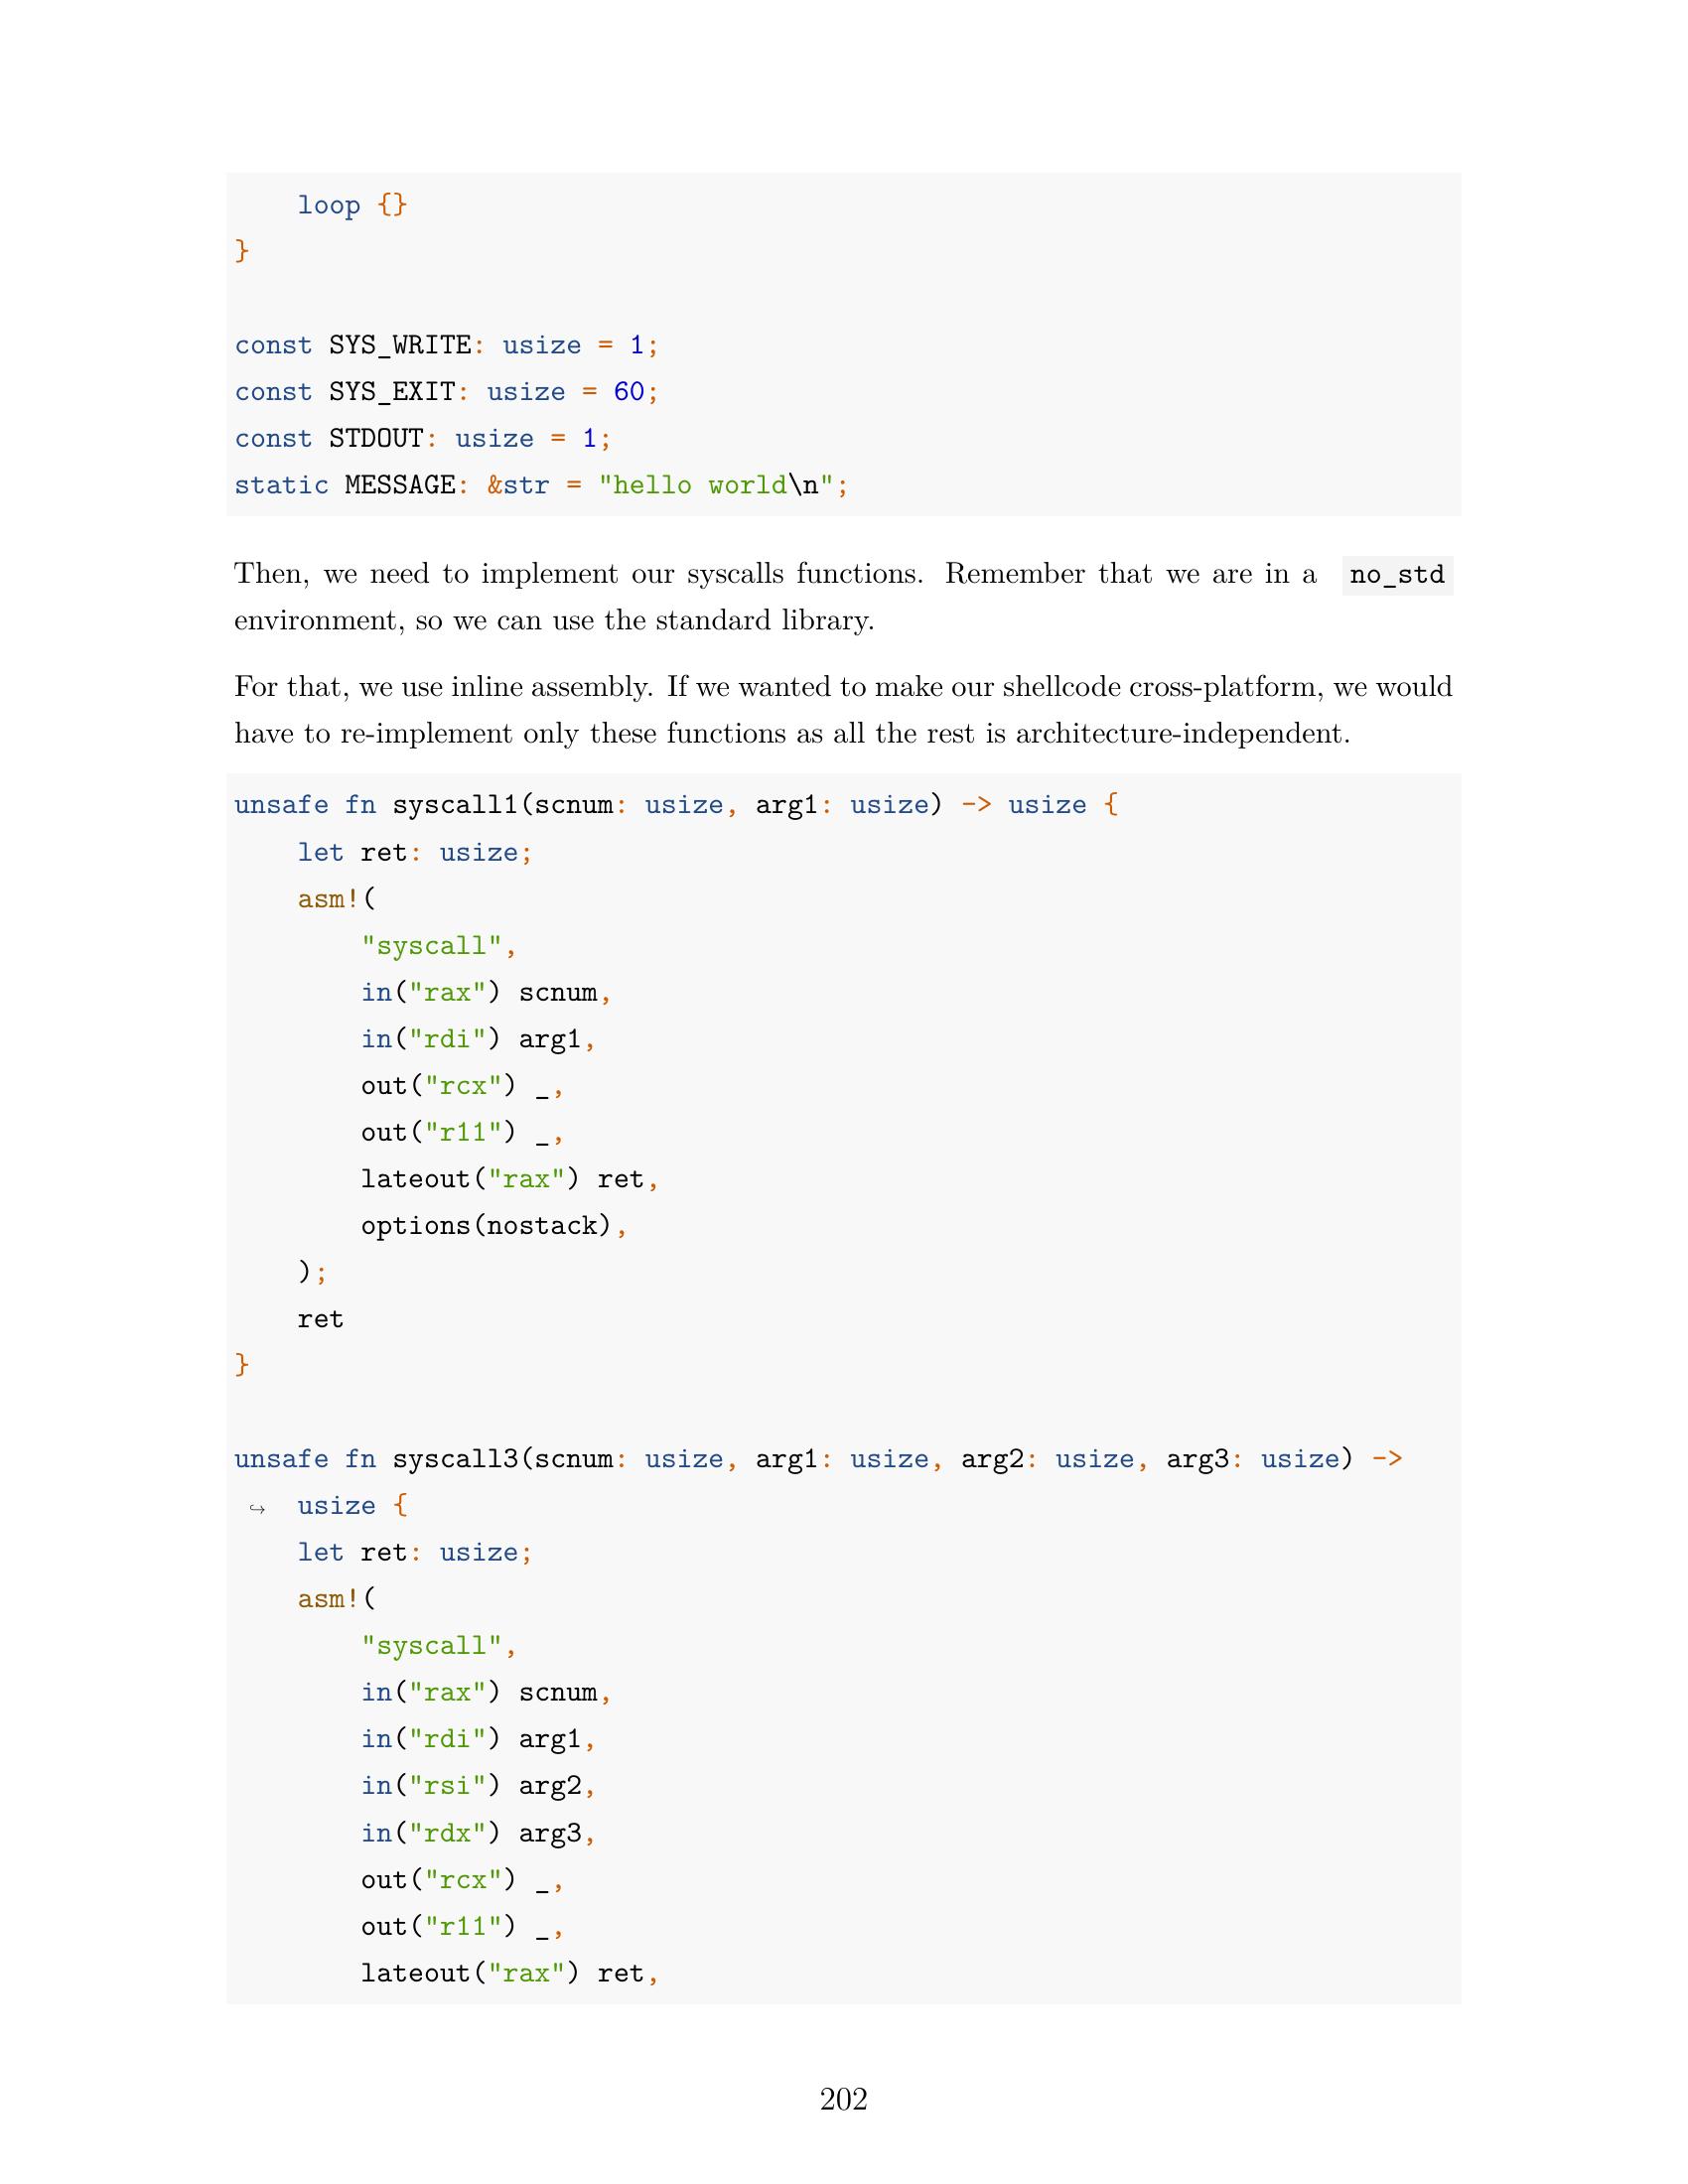 loop {}
}

const SYS_WRITE: usize = 1;
const SYS_EXIT: usize = 60;
const STDOUT: usize = 1;
static MESSAGE: &str = "hello world\n";
Then, we need to implement our syscalls functions. Remember that we are in a no_std
environment, so we can use the standard library.
For that, we use inline assembly. If we wanted to make our shellcode cross-platform, we would
have to re-implement only these functions as all the rest is architecture-independent.
unsafe fn syscall1(scnum: usize, arg1: usize) -> usize {
    let ret: usize;
    asm!(
        "syscall",
        in("rax") scnum,
        in("rdi") arg1,
        out("rcx") _,
        out("r11") _,
        lateout("rax") ret,
        options(nostack),
    );
    ret
}

unsafe fn syscall3(scnum: usize, arg1: usize, arg2: usize, arg3: usize) ->
↪   usize {
    let ret: usize;
    asm!(
        "syscall",
        in("rax") scnum,
        in("rdi") arg1,
        in("rsi") arg2,
        in("rdx") arg3,
        out("rcx") _,
        out("r11") _,
        lateout("rax") ret,
202